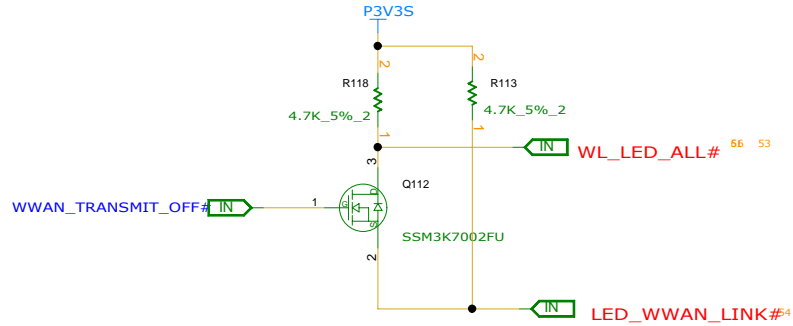 P3V3S
2
2
R118
R113
4.7K_5%_2
4.7K_5%_2
1
1
IN
WL_LED_ALL#
53
3
Q112
D
WWAN_TRANSMIT_OFF#
IN
1
G
S
SSM3K7002FU
2
IN
LED_WWAN_LINK#
54